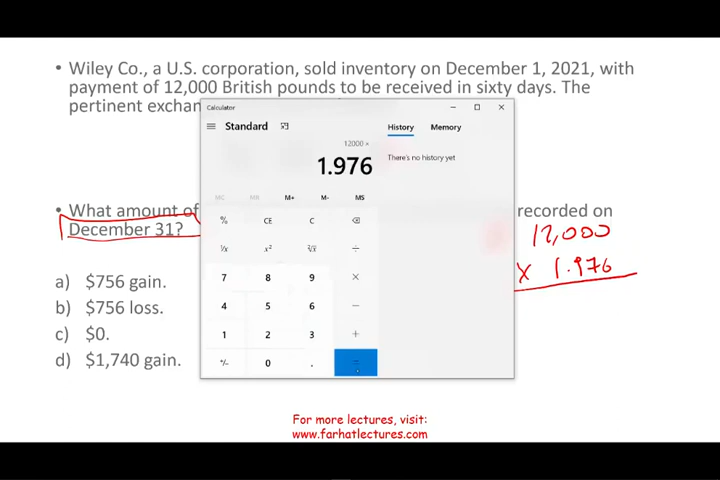 • Wiley Co., a U.S. corporation, sold inventory on December 1, 2021, with
payment of 12,000 British pounds to be received in sixty days. The
pertinent exchan
Calculator
Standard
History
Memory
12000 ×
1.976
There's no history yet
MC MR M+ M- MS
% CE C
¹/x x² ²√x ÷
7 8 9 ×
4 5 6 −
1 2 3 +
+/- 0 . =
• What amount of
recorded on
December 31?
12,000
× 1.976
a) $756 gain.
b) $756 loss.
c) $0.
d) $1,740 gain.
For more lectures, visit:
www.farhatlectures.com